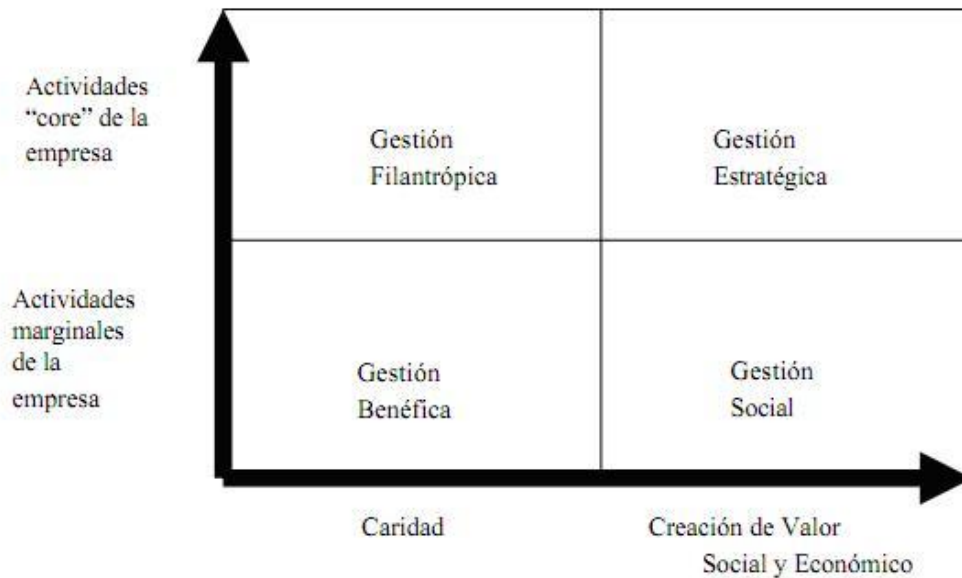 Actividades
“core” de la
empresa
Gestión
Filantrópica
Gestión
Estratégica
Actividades
marginales
de la
empresa
Gestión
Benéfica
Gestión
Social
Caridad
Creación de Valor
Social y Económico